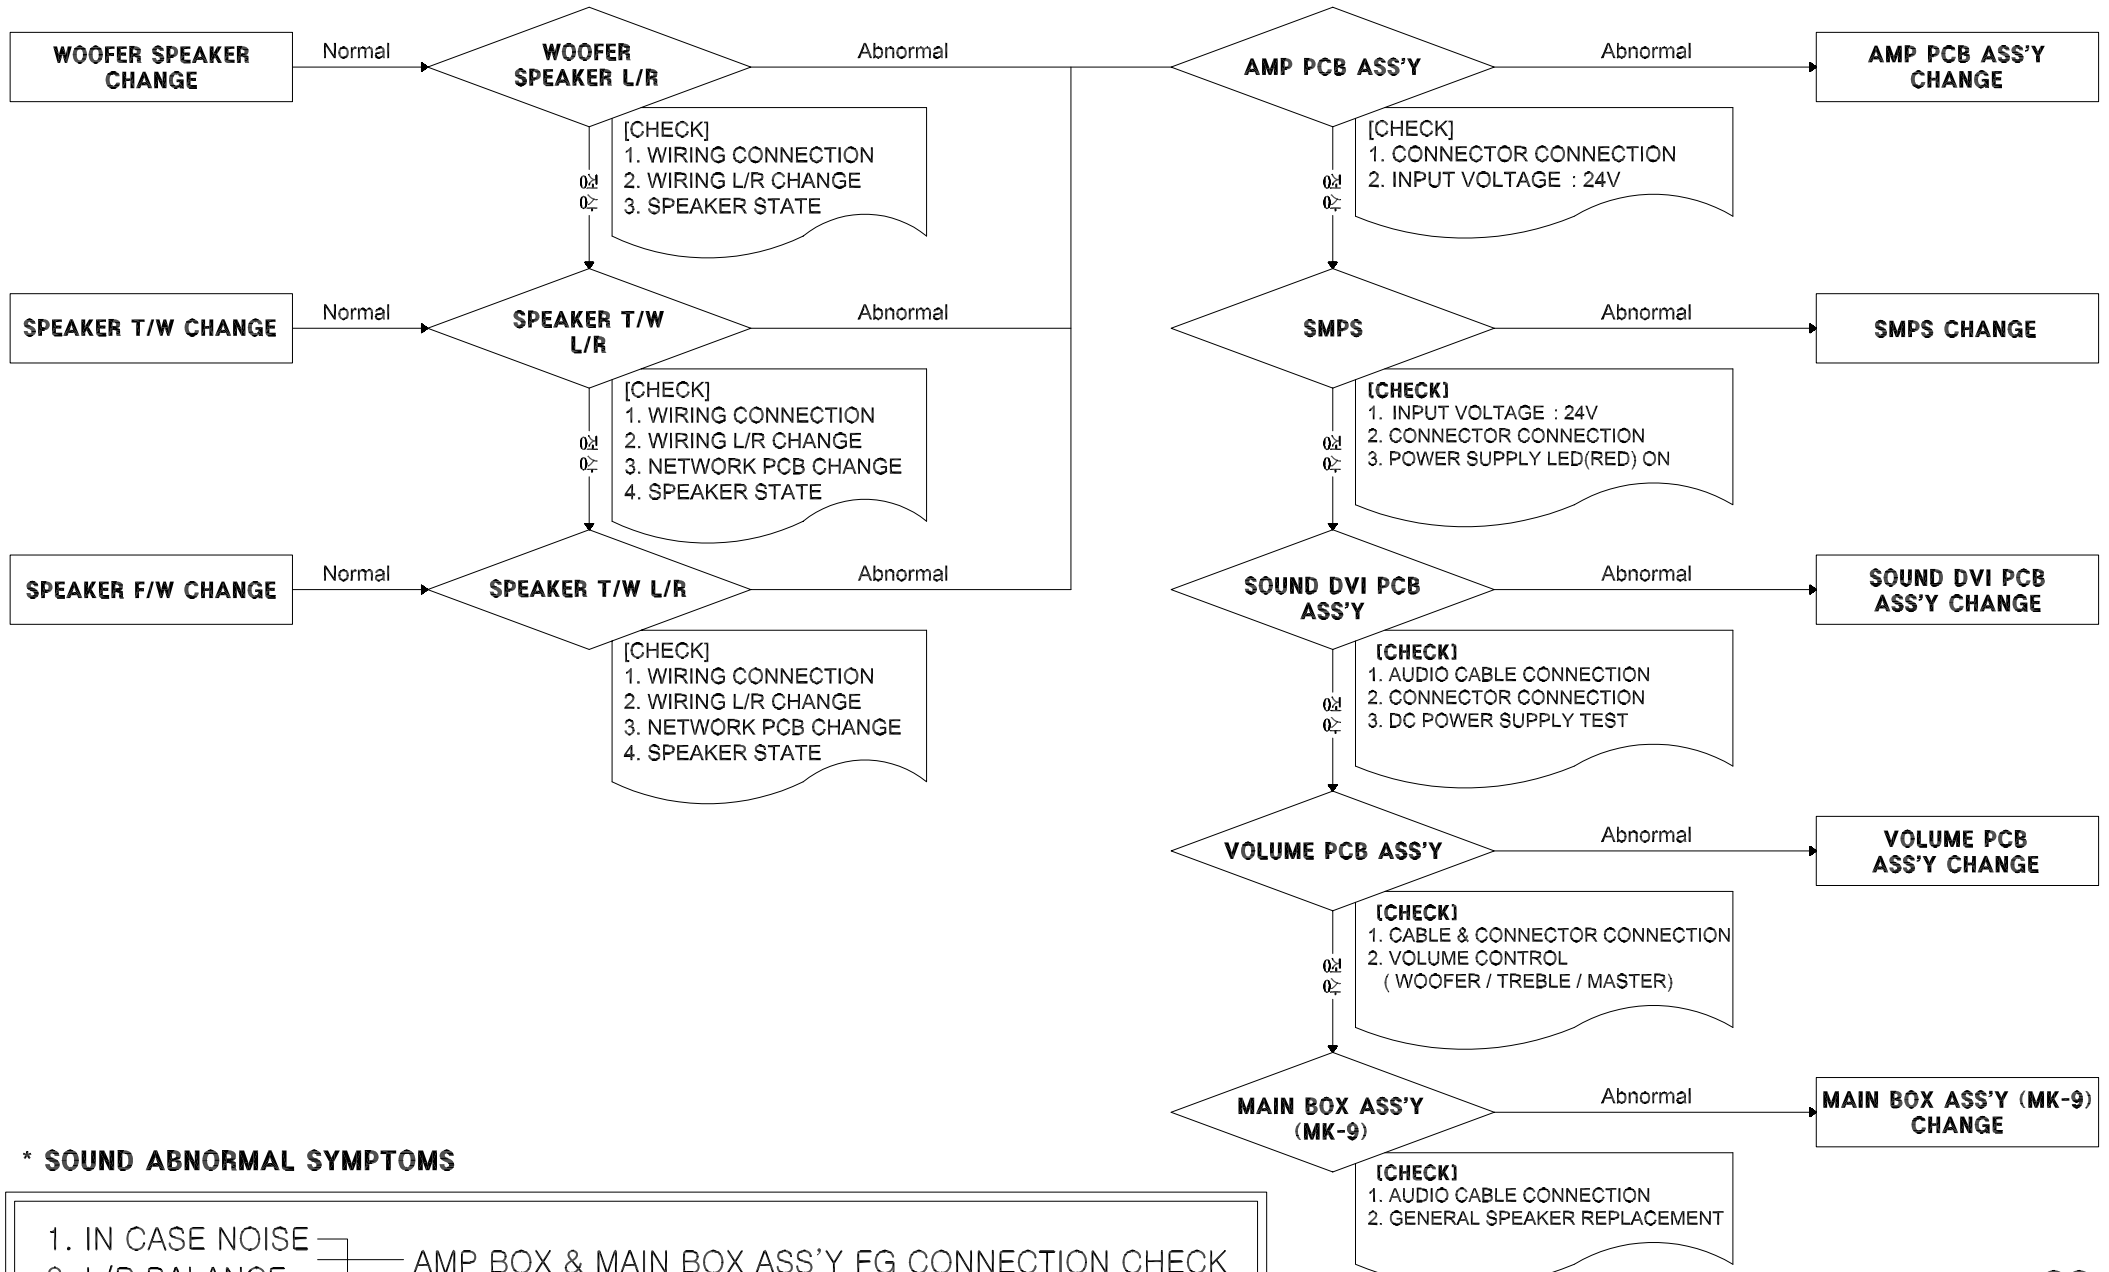 WOOFER SPEAKER
CHANGE
Normal
WOOFER
SPEAKER L/R
Abnormal
AMP PCB ASS'Y
Abnormal
AMP PCB ASS'Y
CHANGE
[CHECK]
1. WIRING CONNECTION
2. WIRING L/R CHANGE
3. SPEAKER STATE
[CHECK]
1. CONNECTOR CONNECTION
2. INPUT VOLTAGE : 24V
SPEAKER T/W CHANGE
Normal
SPEAKER T/W
L/R
Abnormal
SMPS
Abnormal
SMPS CHANGE
[CHECK]
1. WIRING CONNECTION
2. WIRING L/R CHANGE
3. NETWORK PCB CHANGE
4. SPEAKER STATE
[CHECK]
1. INPUT VOLTAGE : 24V
2. CONNECTOR CONNECTION
3. POWER SUPPLY LED(RED) ON
SPEAKER F/W CHANGE
Normal
SPEAKER T/W L/R
Abnormal
SOUND DVI PCB
ASS'Y
Abnormal
SOUND DVI PCB
ASS'Y CHANGE
[CHECK]
1. WIRING CONNECTION
2. WIRING L/R CHANGE
3. NETWORK PCB CHANGE
4. SPEAKER STATE
[CHECK]
1. AUDIO CABLE CONNECTION
2. CONNECTOR CONNECTION
3. DC POWER SUPPLY TEST
VOLUME PCB ASS'Y
Abnormal
VOLUME PCB
ASS'Y CHANGE
[CHECK]
1. CABLE & CONNECTOR CONNECTION
2. VOLUME CONTROL
( WOOFER / TREBLE / MASTER)
MAIN BOX ASS'Y
(MK-9)
Abnormal
MAIN BOX ASS'Y (MK-9)
CHANGE
[CHECK]
1. AUDIO CABLE CONNECTION
2. GENERAL SPEAKER REPLACEMENT
* SOUND ABNORMAL SYMPTOMS
1. IN CASE NOISE
AMP BOX & MAIN BOX ASS'Y FG CONNECTION CHECK
L/R BALANCE